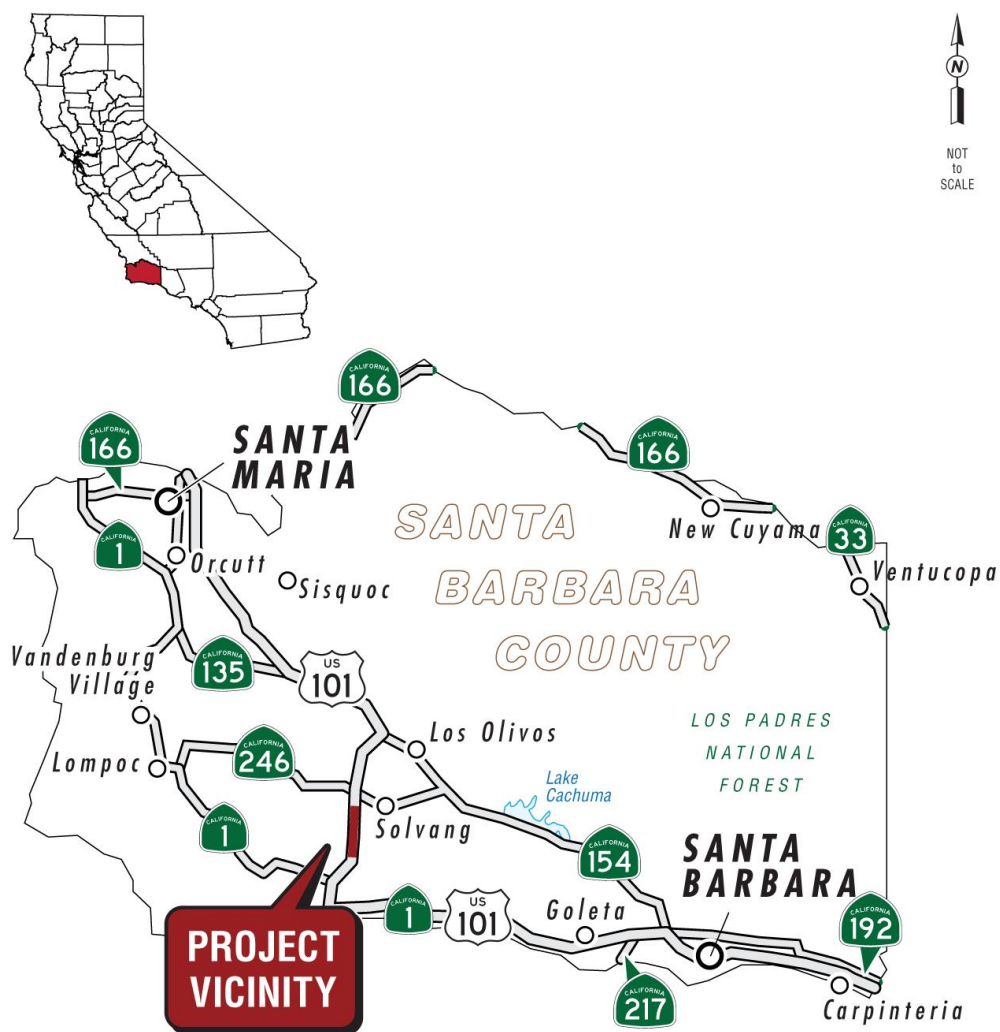 N
NOT
to
SCALE
CALIFORNIA
166
CALIFORNIA
166
SANTA
MARIA
CALIFORNIA
166
SANTA
BARBARA
COUNTY
New Cuyama
CALIFORNIA
33
Ventucopa
CALIFORNIA
1
Orcutt
Sisquoc
Vandenburg
Village
CALIFORNIA
135
US
101
Los Olivos
LOS PADRES
NATIONAL
FOREST
Lompoc
CALIFORNIA
246
Solvang
Lake
Cachuma
CALIFORNIA
1
CALIFORNIA
154
SANTA
BARBARA
PROJECT
VICINITY
CALIFORNIA
1
US
101
Goleta
CALIFORNIA
192
CALIFORNIA
217
Carpinteria